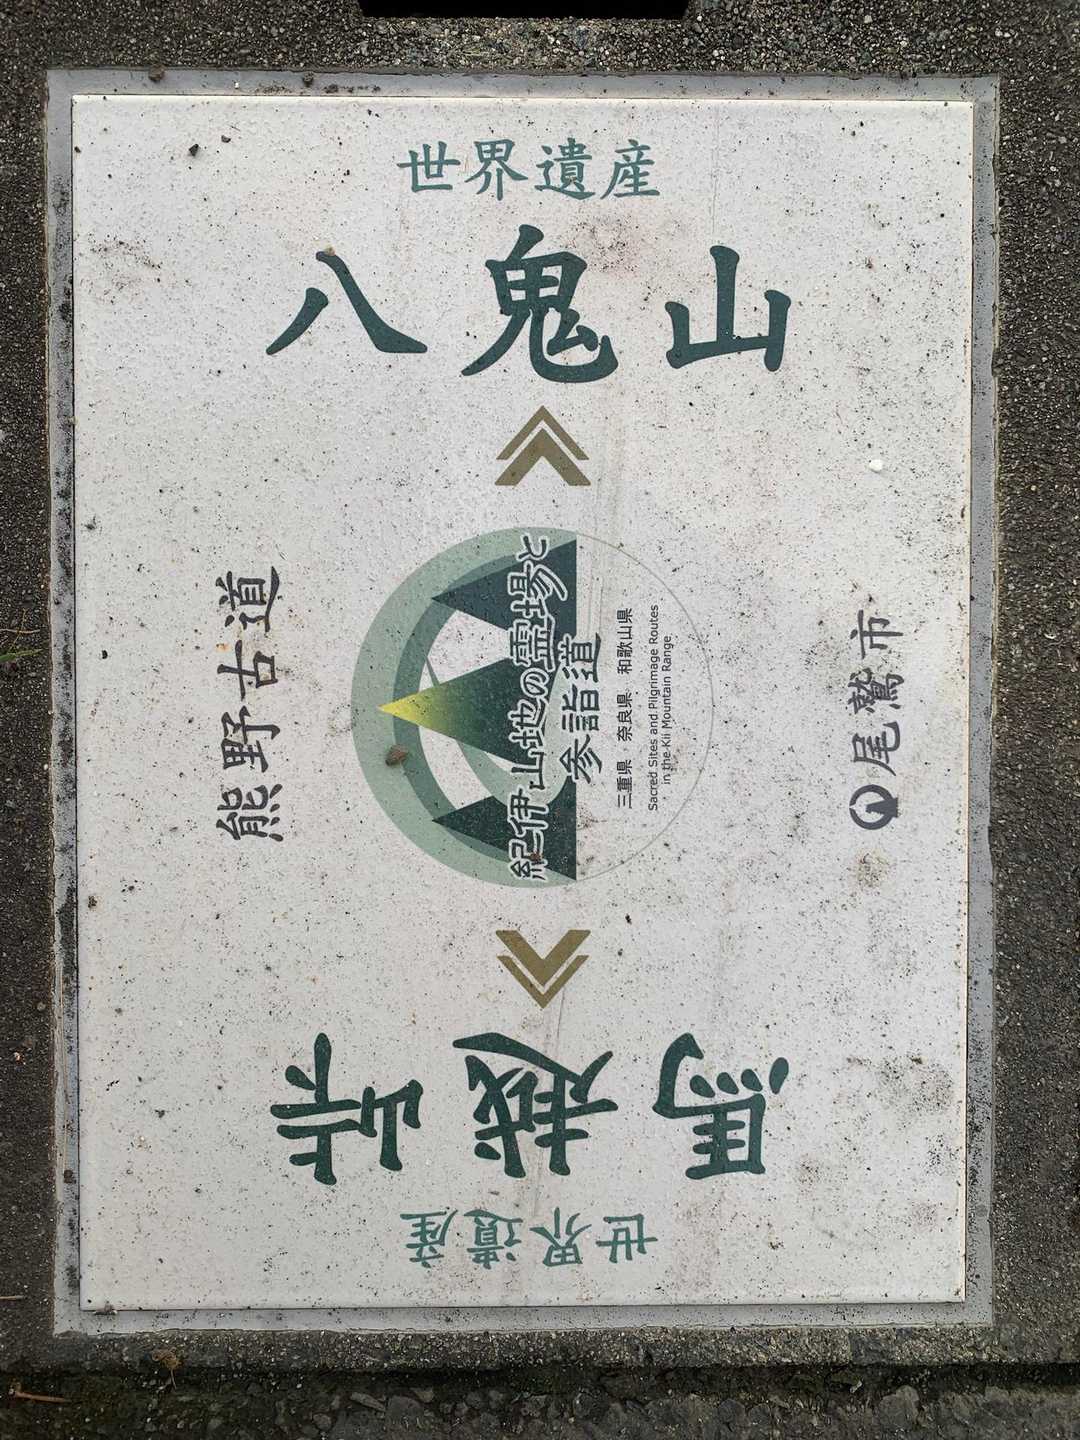 世界遺産
八鬼山
熊野古道
紀伊山地の霊場と
参詣道
三重県 奈良県 和歌山県
Sacred Sites and Pilgrimage Routes
in the Kii Mountain Range
尾鷲市
馬越峠
世界遺産